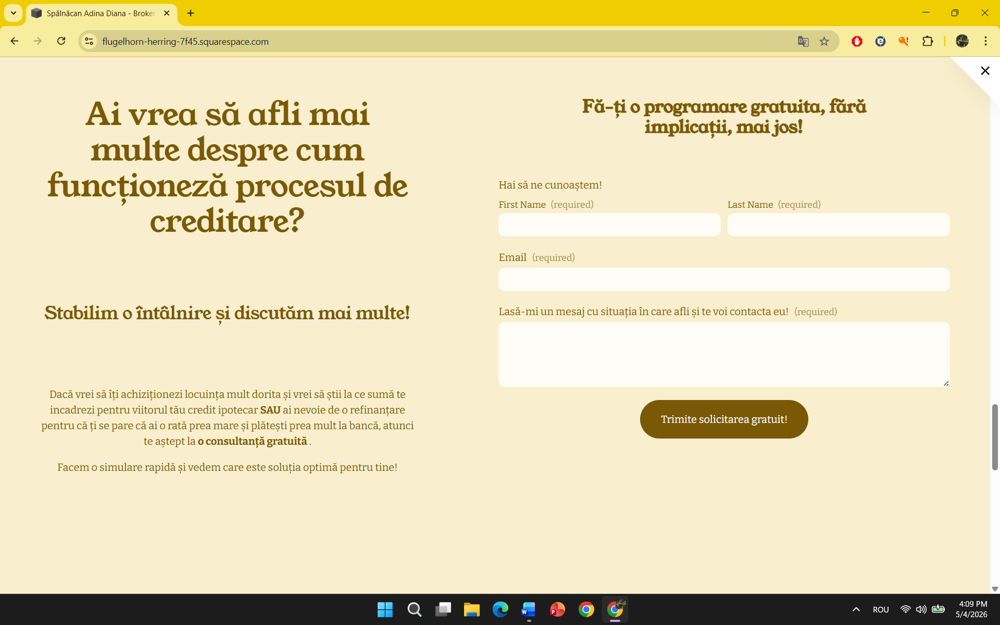 Spălnăcan Adina Diana - Broker
flugelhorn-herring-7f45.squarespace.com
Ai vrea să afli mai
multe despre cum
funcționeză procesul de
creditare?
Stabilim o întâlnire și discutăm mai multe!
Dacă vrei să îți achiziționezi locuința mult dorita și vrei să știi la ce sumă te
incadrezi pentru viitorul tău credit ipotecar SAU ai nevoie de o refinanțare
pentru că ți se pare că ai o rată prea mare și plătești prea mult la bancă, atunci
te aștept la o consultanță gratuită .
Facem o simulare rapidă și vedem care este soluția optimă pentru tine!
Fă-ți o programare gratuita, fără
implicații, mai jos!
Hai să ne cunoaștem!
First Name (required)
Last Name (required)
Email (required)
Lasă-mi un mesaj cu situația în care afli și te voi contacta eu! (required)
Trimite solicitarea gratuit!
ROU
4:09 PM
5/4/2026